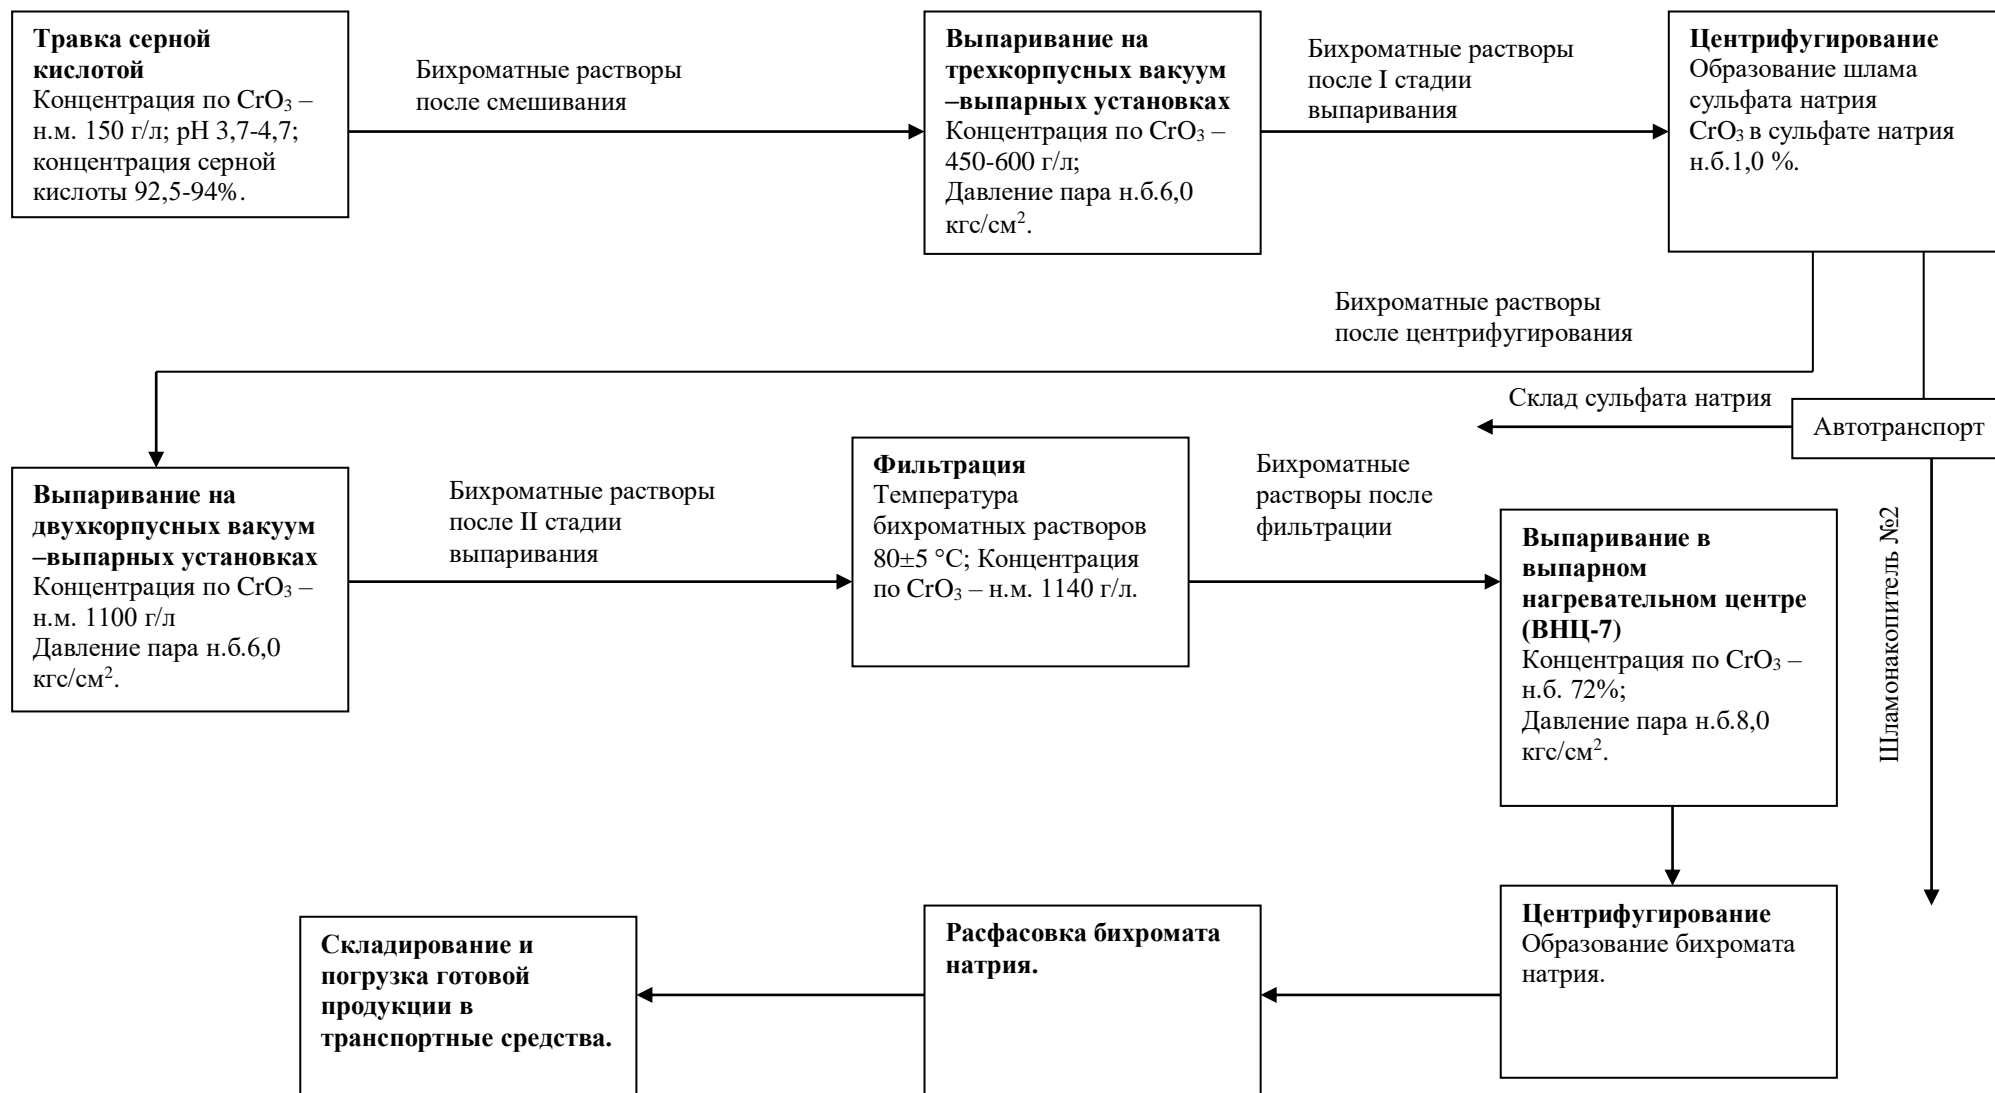 Травка серной
кислотой
Концентрация по CrO₃ –
н.м. 150 г/л; pH 3,7-4,7;
концентрация серной
кислоты 92,5-94%.
Бихроматные растворы
после смешивания
Выпаривание на
трехкорпусных вакуум
–выпарных установках
Концентрация по CrO₃ –
450-600 г/л;
Давление пара н.б.6,0
кгс/см².
Бихроматные растворы
после I стадии
выпаривания
Центрифугирование
Образование шлама
сульфата натрия
CrO₃ в сульфате натрия
н.б.1,0 %.
Бихроматные растворы
после центрифугирования
Склад сульфата натрия
Автотранспорт
Шламонакопитель №2
Выпаривание на
двухкорпусных вакуум
–выпарных установках
Концентрация по CrO₃ –
н.м. 1100 г/л
Давление пара н.б.6,0
кгс/см².
Бихроматные растворы
после II стадии
выпаривания
Фильтрация
Температура
бихроматных растворов
80±5 °C; Концентрация
по CrO₃ – н.м. 1140 г/л.
Бихроматные
растворы после
фильтрации
Выпаривание в
выпарном
нагревательном центре
(ВНЦ-7)
Концентрация по CrO₃ –
н.б. 72%;
Давление пара н.б.8,0
кгс/см².
Центрифугирование
Образование бихромата
натрия.
Расфасовка бихромата
натрия.
Складирование и
погрузка готовой
продукции в
транспортные средства.